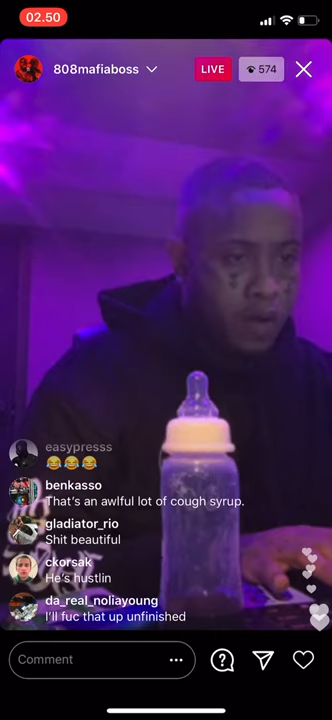 02.50
808mafiaboss
LIVE
574
easypresss
😂😂😂
benkasso
That's an awlful lot of cough syrup.
gladiator_rio
Shit beautiful
ckorsak
He's hustlin
da_real_noliayoung
I'll fuc that up unfinished
Comment